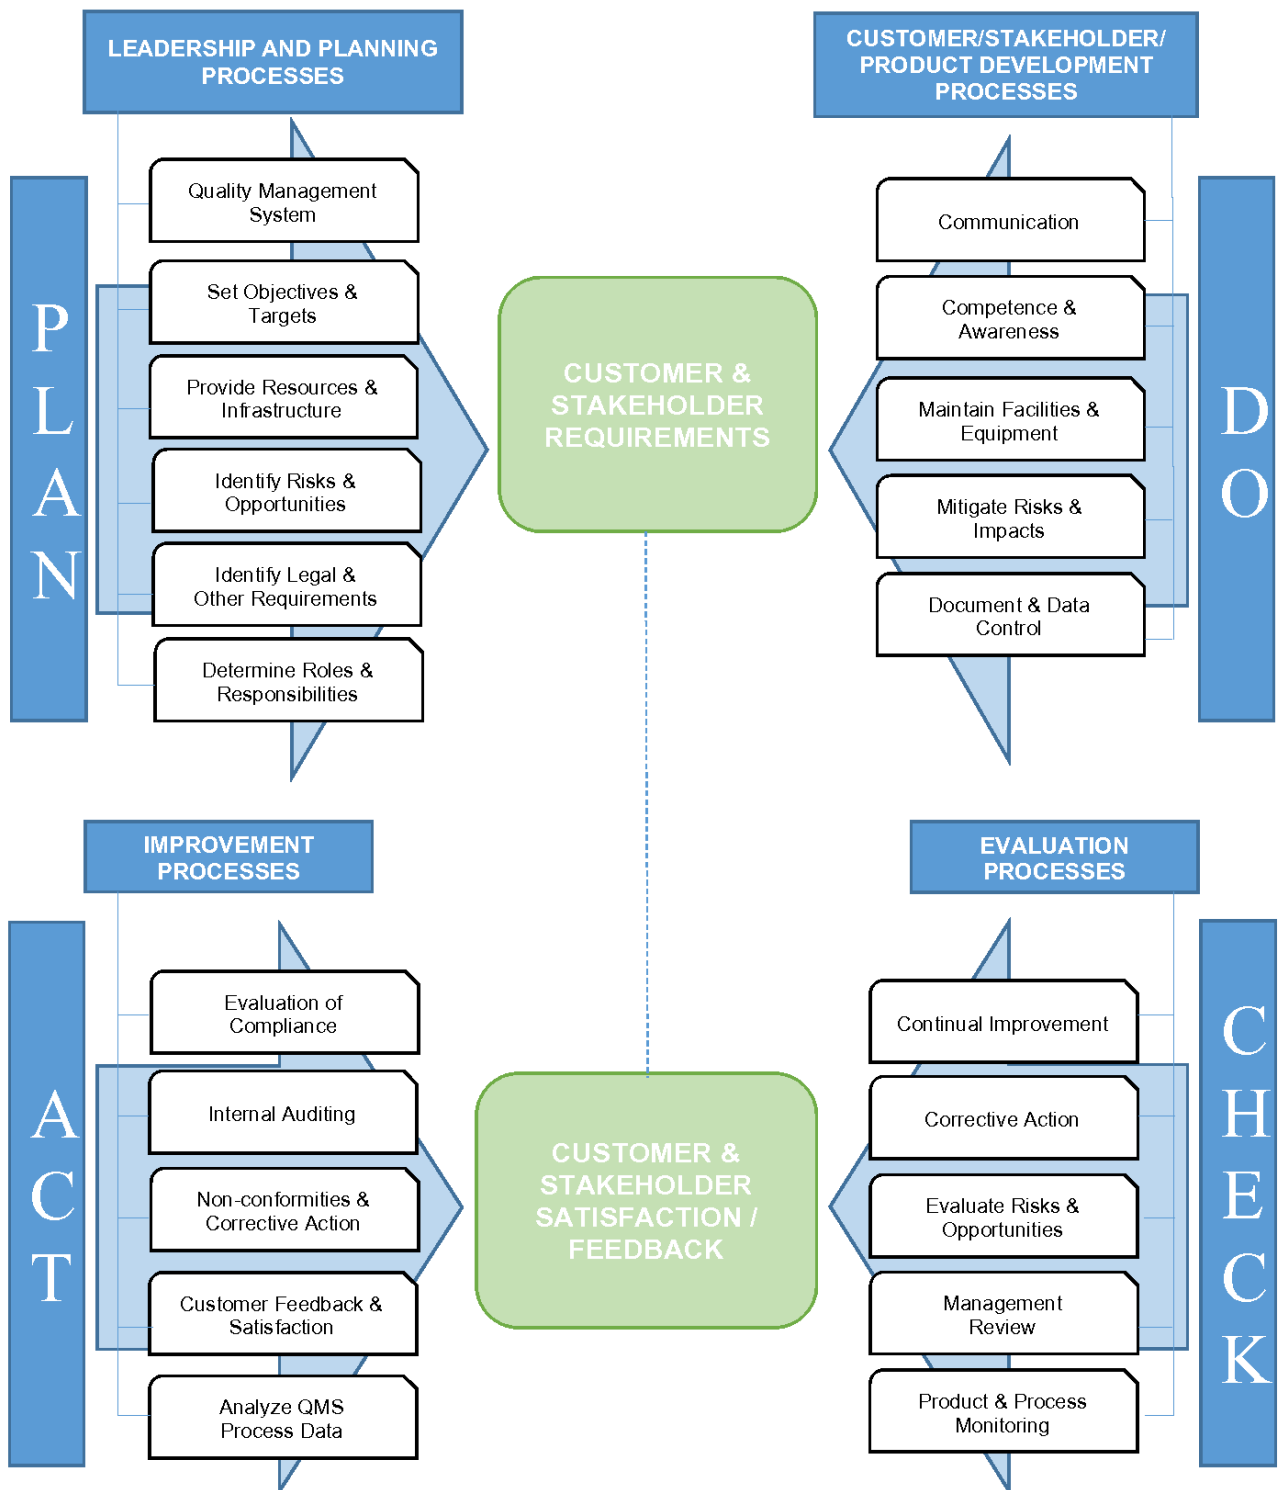 LEADERSHIP AND PLANNING
PROCESSES
Quality Management
System
Set Objectives &
Targets
Provide Resources &
Infrastructure
Identify Risks &
Opportunities
Identify Legal &
Other Requirements
Determine Roles &
Responsibilities
PLAN
CUSTOMER &
STAKEHOLDER
REQUIREMENTS
CUSTOMER/STAKEHOLDER/
PRODUCT DEVELOPMENT
PROCESSES
Communication
Competence &
Awareness
Maintain Facilities &
Equipment
Mitigate Risks &
Impacts
Document & Data
Control
DO
IMPROVEMENT
PROCESSES
Evaluation of
Compliance
Internal Auditing
Non-conformities &
Corrective Action
Customer Feedback &
Satisfaction
Analyze QMS
Process Data
ACT
CUSTOMER &
STAKEHOLDER
SATISFACTION /
FEEDBACK
EVALUATION
PROCESSES
Continual Improvement
Corrective Action
Evaluate Risks &
Opportunities
Management
Review
Product & Process
Monitoring
CHECK